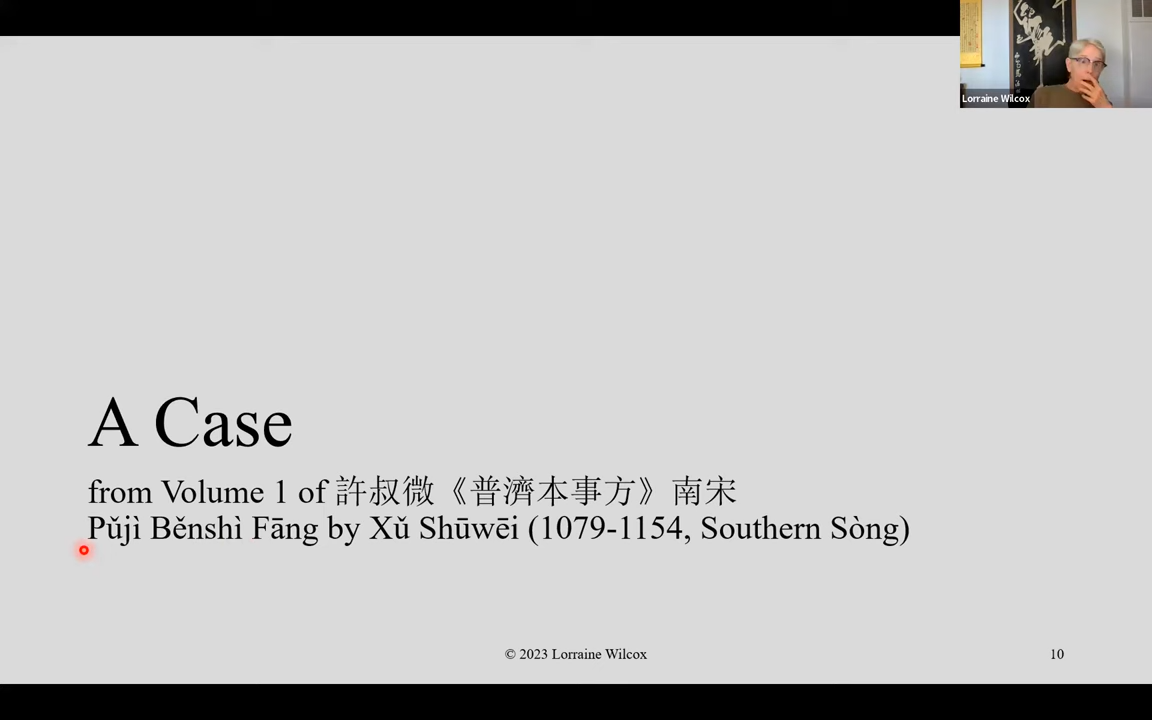 Lorraine Wilcox
A Case
from Volume 1 of 許叔微《普濟本事方》南宋
Pǔjì Běnshì Fāng by Xǔ Shūwēi (1079-1154, Southern Sòng)
© 2023 Lorraine Wilcox
10